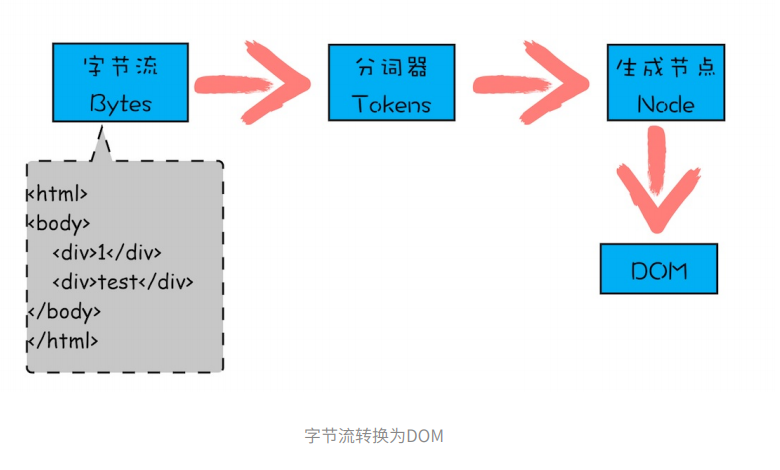 字节流
Bytes
分词器
Tokens
生成节点
Node
<html>
<body>
<div>1</div>
<div>test</div>
</body>
</html>
DOM
字节流转换为DOM